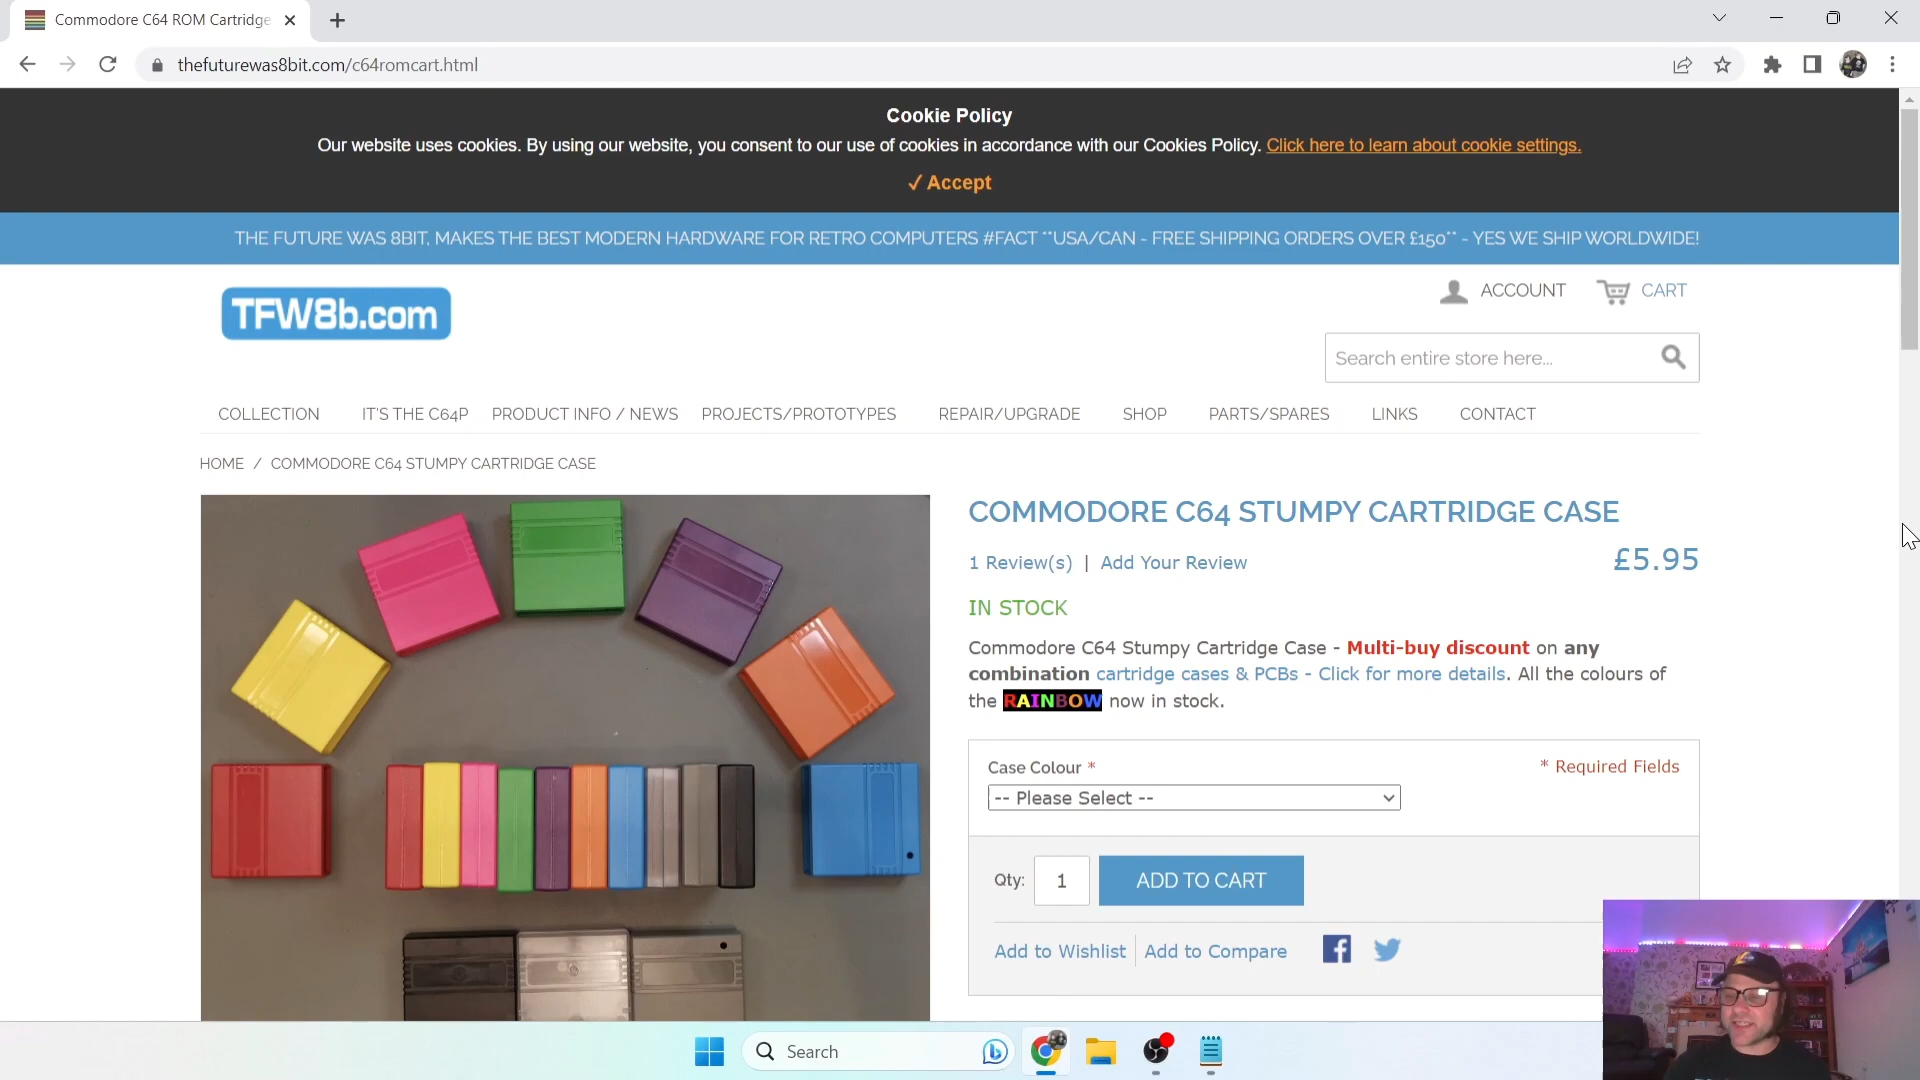 Commodore C64 ROM Cartridge
thefuturewas8bit.com/c64romcart.html
Cookie Policy
Our website uses cookies. By using our website, you consent to our use of cookies in accordance with our Cookies Policy. Click here to learn about cookie settings.
✓ Accept
THE FUTURE WAS 8BIT, MAKES THE BEST MODERN HARDWARE FOR RETRO COMPUTERS #FACT **USA/CAN - FREE SHIPPING ORDERS OVER £150** - YES WE SHIP WORLDWIDE!
TFW8b.com
ACCOUNT CART
Search entire store here...
COLLECTION IT'S THE C64P PRODUCT INFO / NEWS PROJECTS/PROTOTYPES REPAIR/UPGRADE SHOP PARTS/SPARES LINKS CONTACT
HOME / COMMODORE C64 STUMPY CARTRIDGE CASE
COMMODORE C64 STUMPY CARTRIDGE CASE
1 Review(s) | Add Your Review £5.95
IN STOCK
Commodore C64 Stumpy Cartridge Case - Multi-buy discount on any
combination cartridge cases & PCBs - Click for more details. All the colours of
the RAINBOW now in stock.
Case Colour * * Required Fields
-- Please Select --
Qty: 1 ADD TO CART
Add to Wishlist | Add to Compare
Search